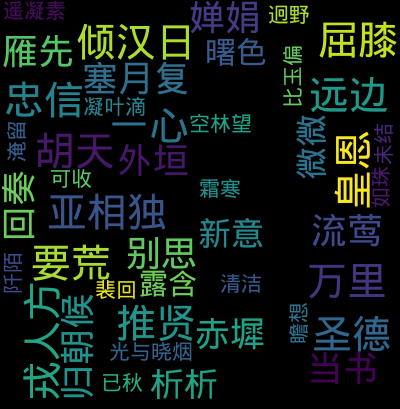 遥凝素
婵娟
迥野
倾汉日
屈膝
雁先
曙色
塞月复
比玉偏
远边
忠信
凝叶滴
一心
空林望
微微
淹留
胡天
外垣
皇恩
未结
如珠
可收
霜寒
回奏
亚相独
新意
流莺
别思
要荒
阡陌
裴回
露含
清洁
万里
戎人方
归朝候
推贤
赤墀
瞻想
圣德
光与晓烟
当书
已秋
析析